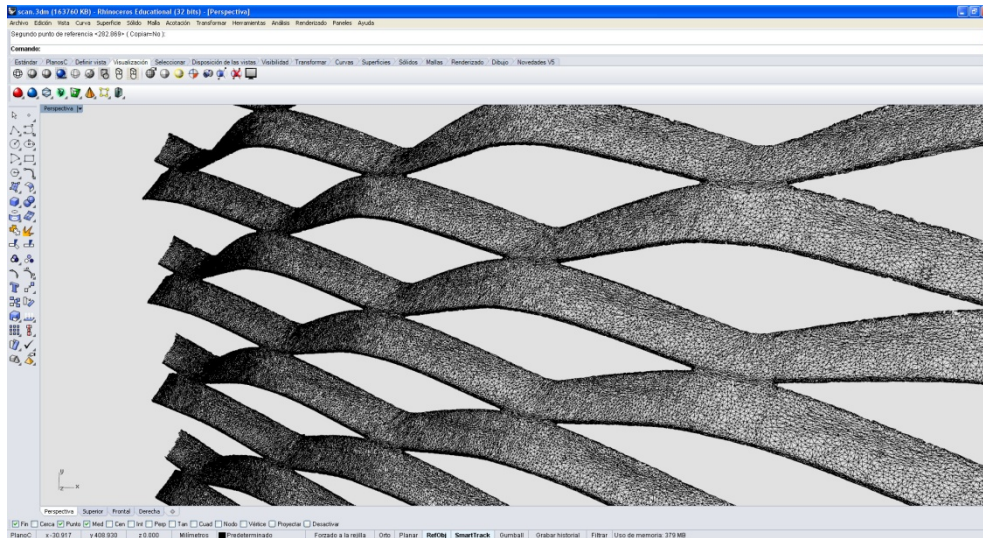 scan.3dm (163760 KB) - Rhinoceros Educational (32 bits) - [Perspectiva]
Archivo Edición Vista Curva Superficie Sólido Malla Acotación Transformar Herramientas Análisis Renderizado Paneles Ayuda
Segundo punto de referencia <282.869> ( Copiar=No ):
Comando:
Estándar PlanosC Definir vista Visualización Seleccionar Disposición de las vistas Visibilidad Transformar Curvas Superficies Sólidos Mallas Renderizado Dibujo Novedades V5
Perspectiva
y
z x
Perspectiva Superior Frontal Derecha
Fin Cerca Punto Med Cen Int Perp Tan Cuad Nodo Vértice Proyectar Desactivar
PlanoC x -30.917 y 408.930 z 0.000 Milímetros Predeterminado Forzado a la rejilla Orto Planar RefObj SmartTrack Gumball Grabar historial Filtrar Uso de memoria: 379 MB